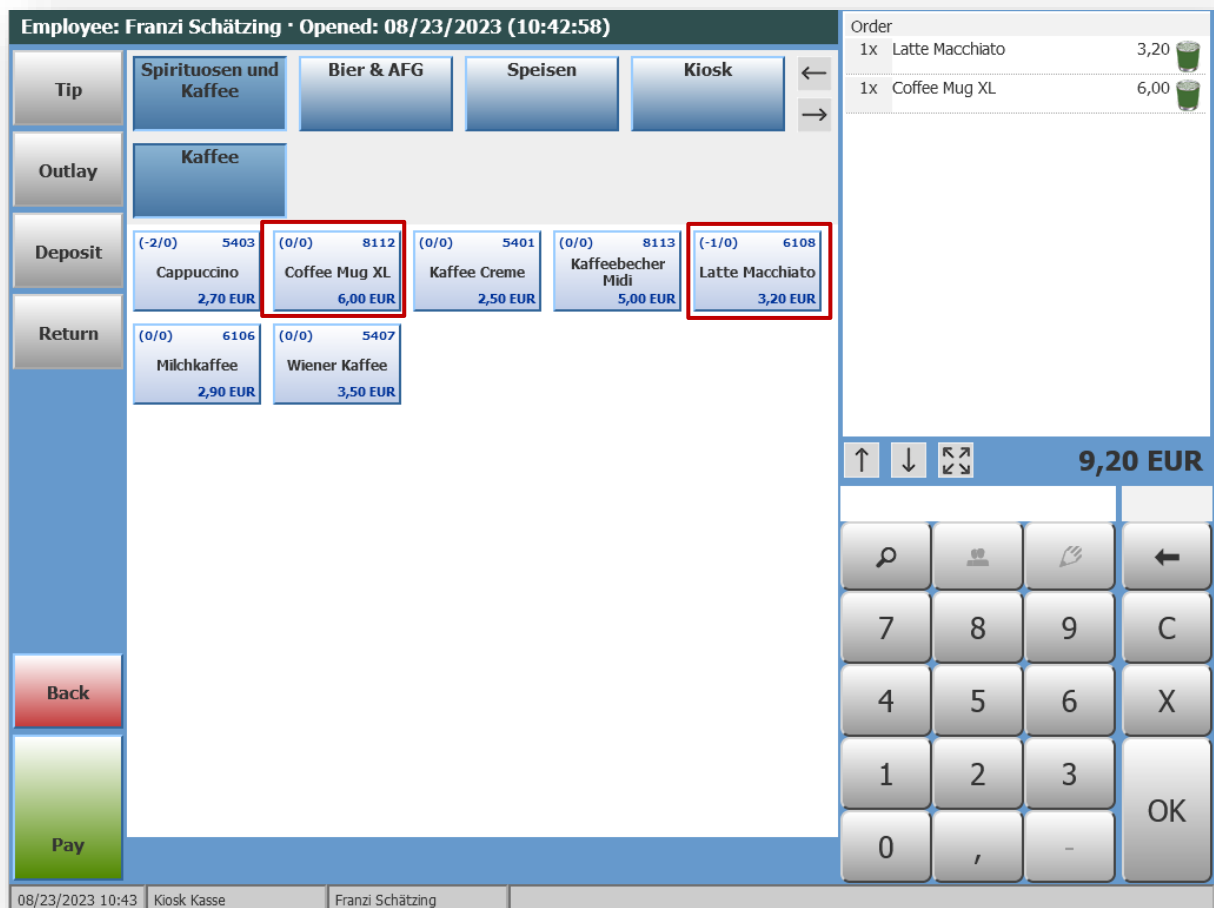 Employee: Franzi Schätzing · Opened: 08/23/2023 (10:42:58)
Tip
Outlay
Deposit
Return
Back
Pay
Spirituosen und
Kaffee
Bier & AFG
Speisen
Kiosk
←
→
Kaffee
(-2/0) 5403
Cappuccino
2,70 EUR
(0/0) 8112
Coffee Mug XL
6,00 EUR
(0/0) 5401
Kaffee Creme
2,50 EUR
(0/0) 8113
Kaffeebecher
Midi
5,00 EUR
(-1/0) 6108
Latte Macchiato
3,20 EUR
(0/0) 6106
Milchkaffee
2,90 EUR
(0/0) 5407
Wiener Kaffee
3,50 EUR
Order
1x Latte Macchiato 3,20
1x Coffee Mug XL 6,00
↑ ↓ 9,20 EUR
7 8 9 C
4 5 6 X
1 2 3
OK
0 , -
08/23/2023 10:43 Kiosk Kasse Franzi Schätzing